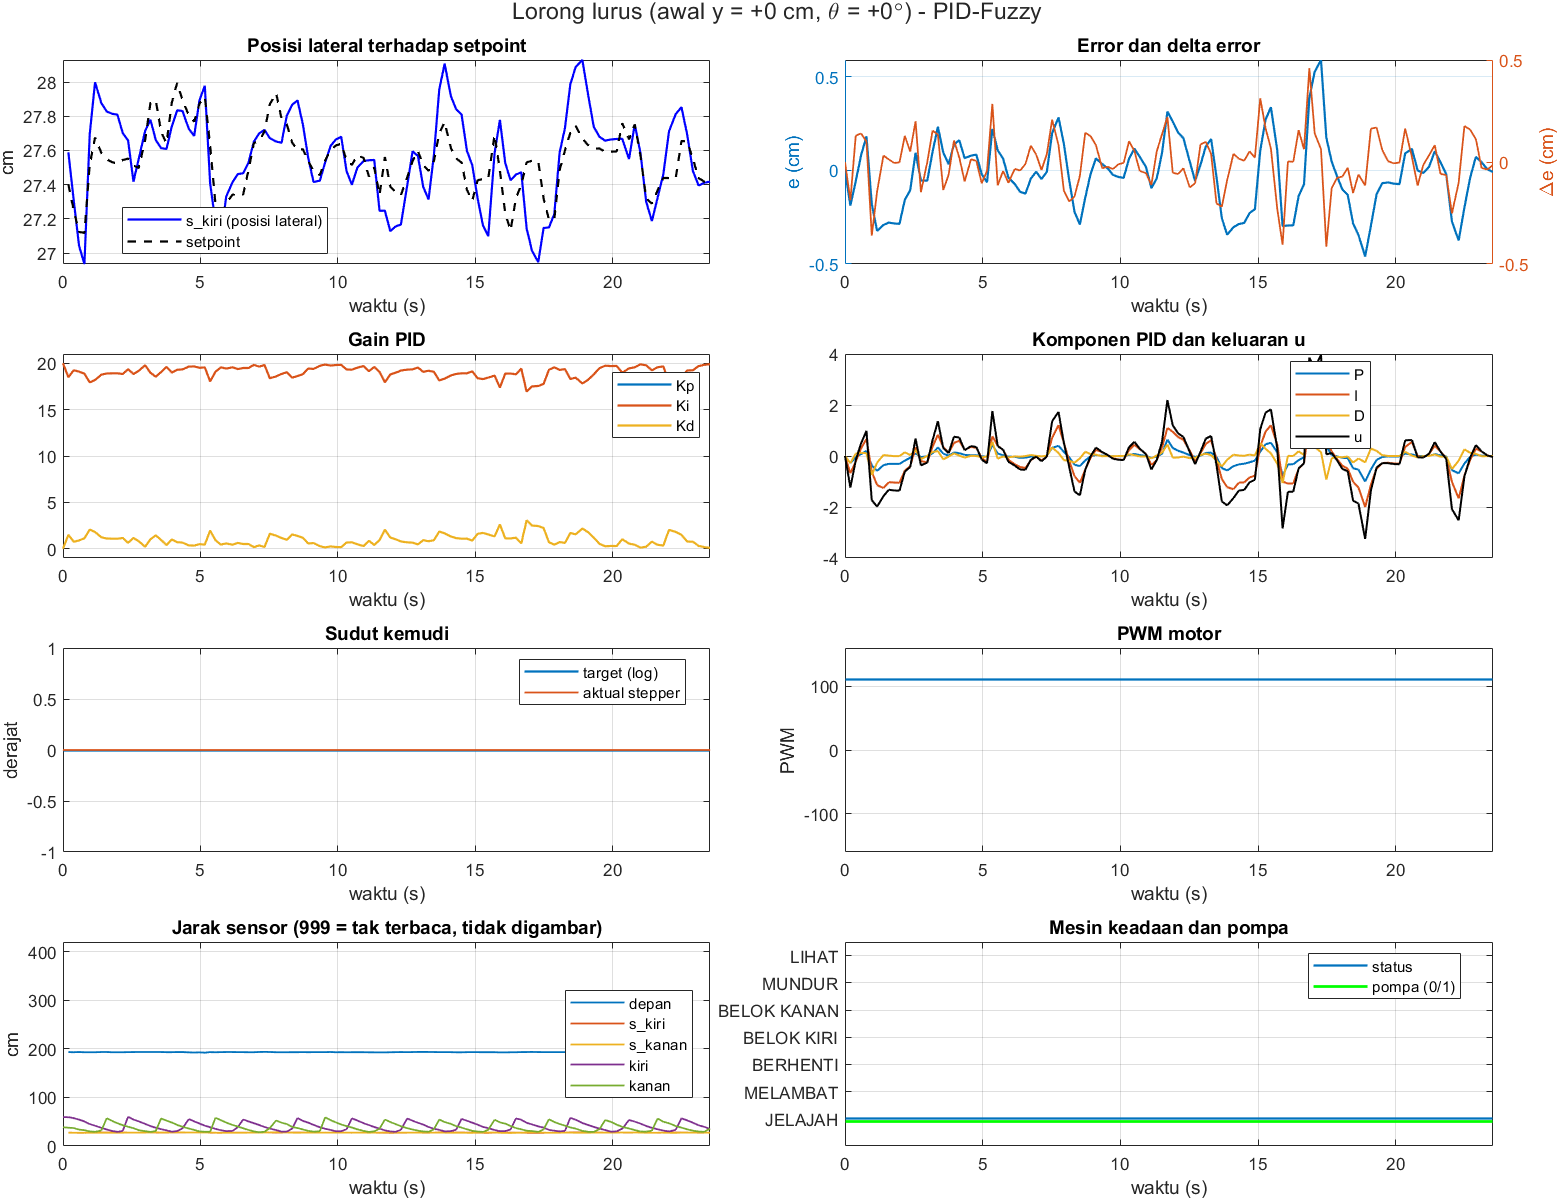 Lorong lurus (awal y = +0 cm, θ = +0°) - PID-Fuzzy
Posisi lateral terhadap setpoint
28
27.8
27.6
27.4
27.2
27
cm
s_kiri (posisi lateral)
setpoint
0 5 10 15 20
waktu (s)
Error dan delta error
0.5
0
-0.5
e (cm)
0.5
0
-0.5
Δe (cm)
0 5 10 15 20
waktu (s)
Gain PID
20
15
10
5
0
Kp
Ki
Kd
0 5 10 15 20
waktu (s)
Komponen PID dan keluaran u
4
2
0
-2
-4
P
I
D
u
0 5 10 15 20
waktu (s)
Sudut kemudi
1
0.5
0
-0.5
-1
derajat
target (log)
aktual stepper
0 5 10 15 20
waktu (s)
PWM motor
100
0
-100
PWM
0 5 10 15 20
waktu (s)
Jarak sensor (999 = tak terbaca, tidak digambar)
400
300
200
100
0
cm
depan
s_kiri
s_kanan
kiri
kanan
0 5 10 15 20
waktu (s)
Mesin keadaan dan pompa
LIHAT
MUNDUR
BELOK KANAN
BELOK KIRI
BERHENTI
MELAMBAT
JELAJAH
status
pompa (0/1)
0 5 10 15 20
waktu (s)